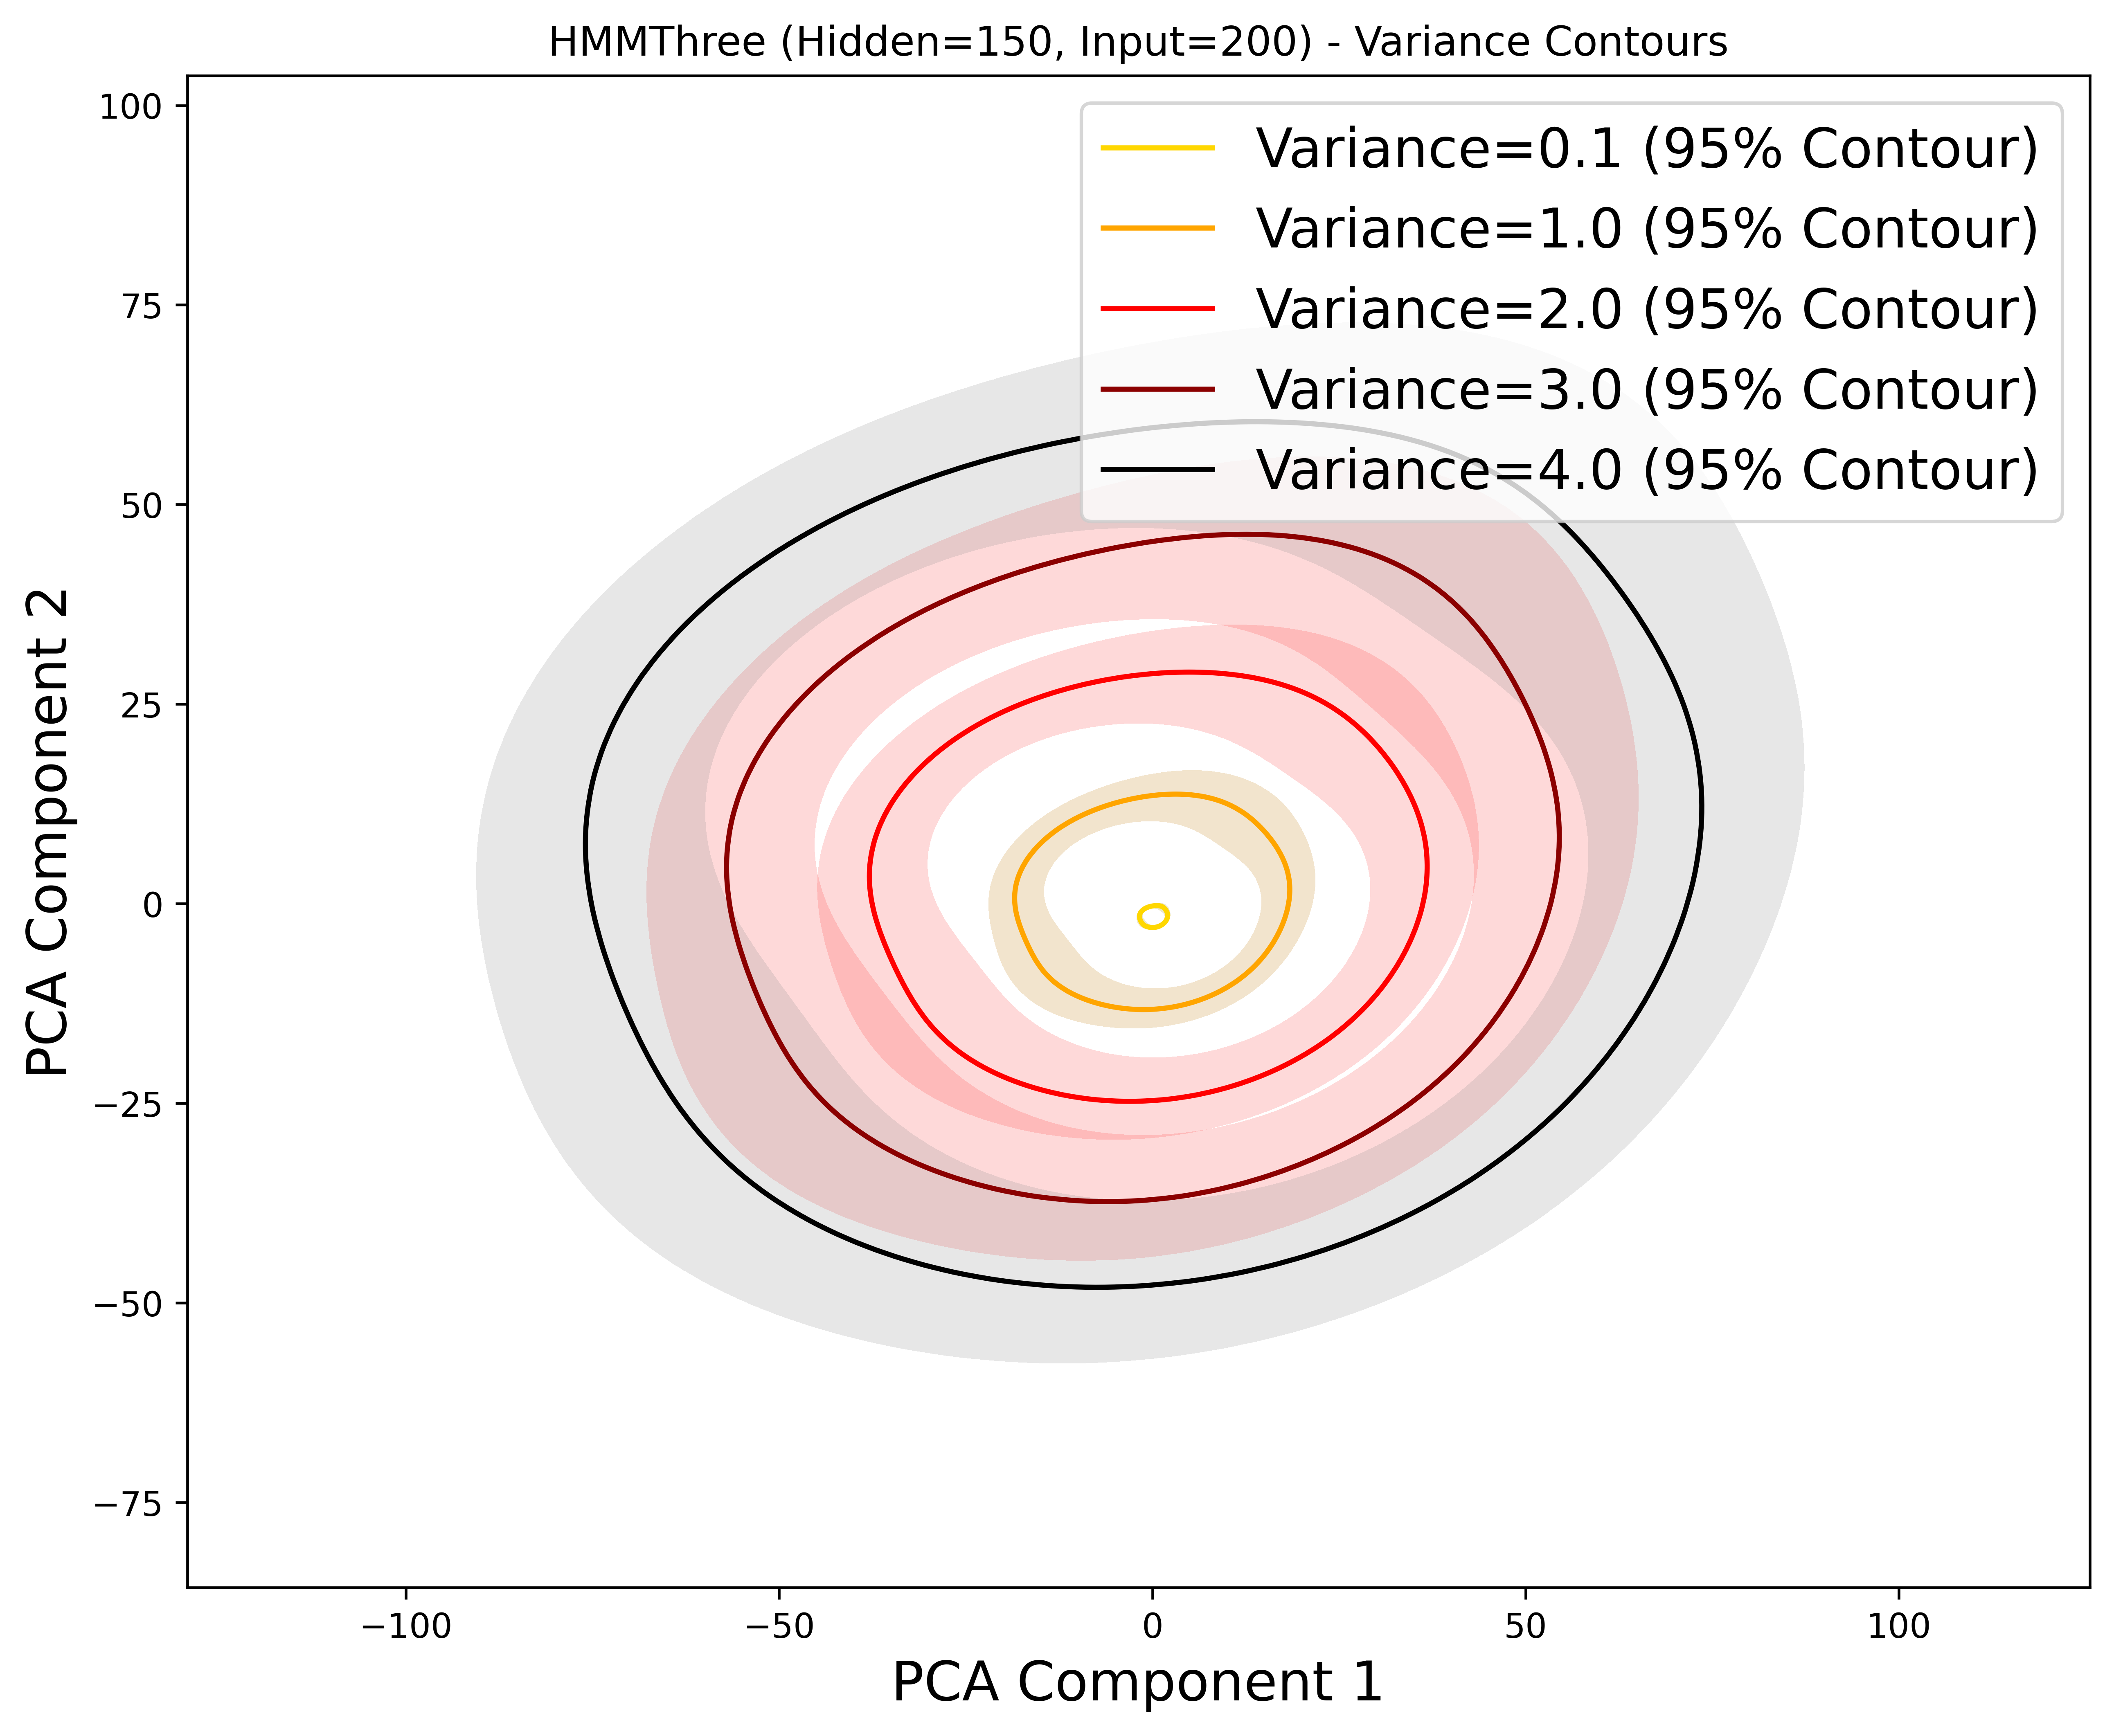 HMMThree (Hidden=150, Input=200) - Variance Contours
100
75
50
25
0
−25
−50
−75
PCA Component 2
Variance=0.1 (95% Contour)
Variance=1.0 (95% Contour)
Variance=2.0 (95% Contour)
Variance=3.0 (95% Contour)
Variance=4.0 (95% Contour)
−100
−50
0
50
100
PCA Component 1